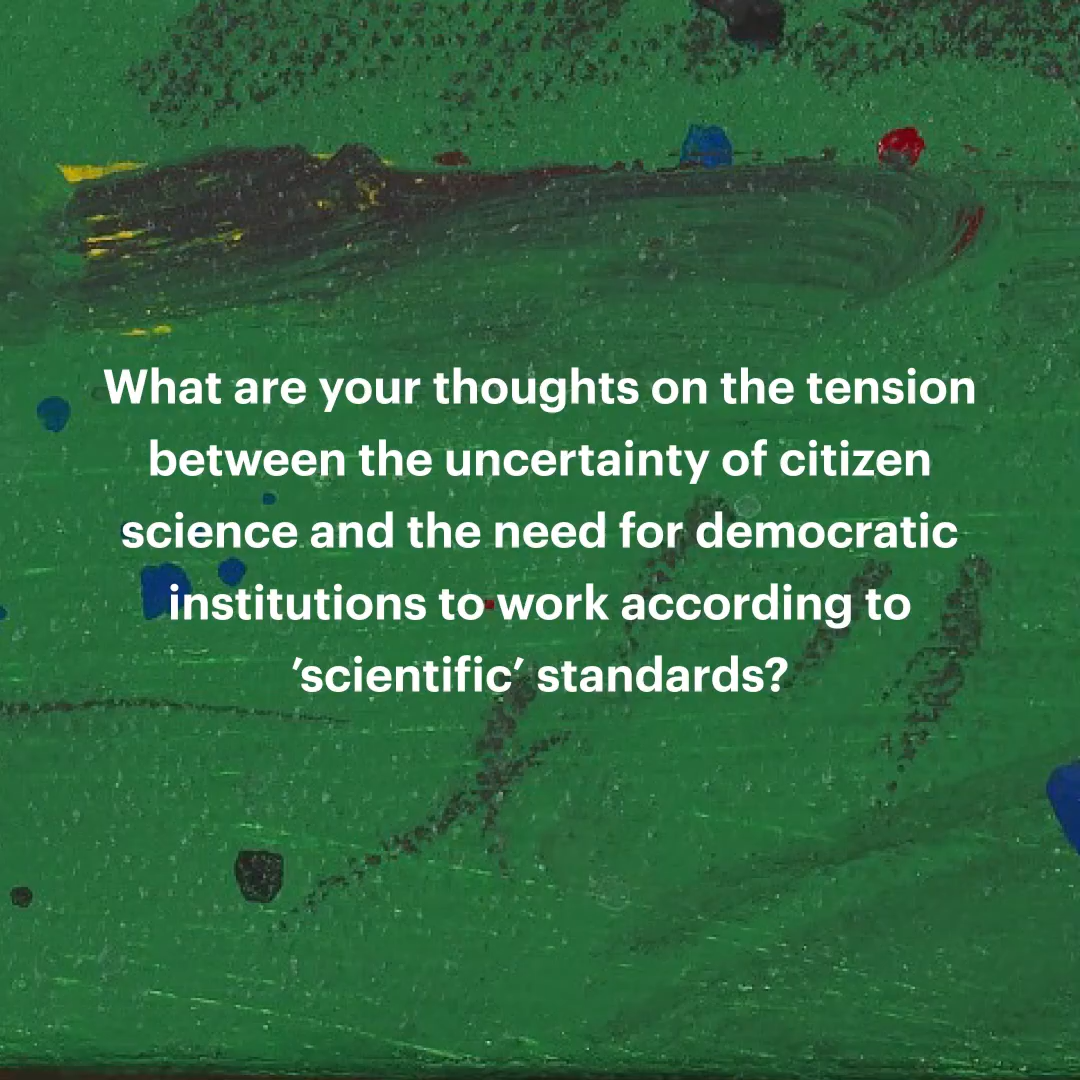 What are your thoughts on the tension
between the uncertainty of citizen
science and the need for democratic
institutions to work according to
’scientific’ standards?